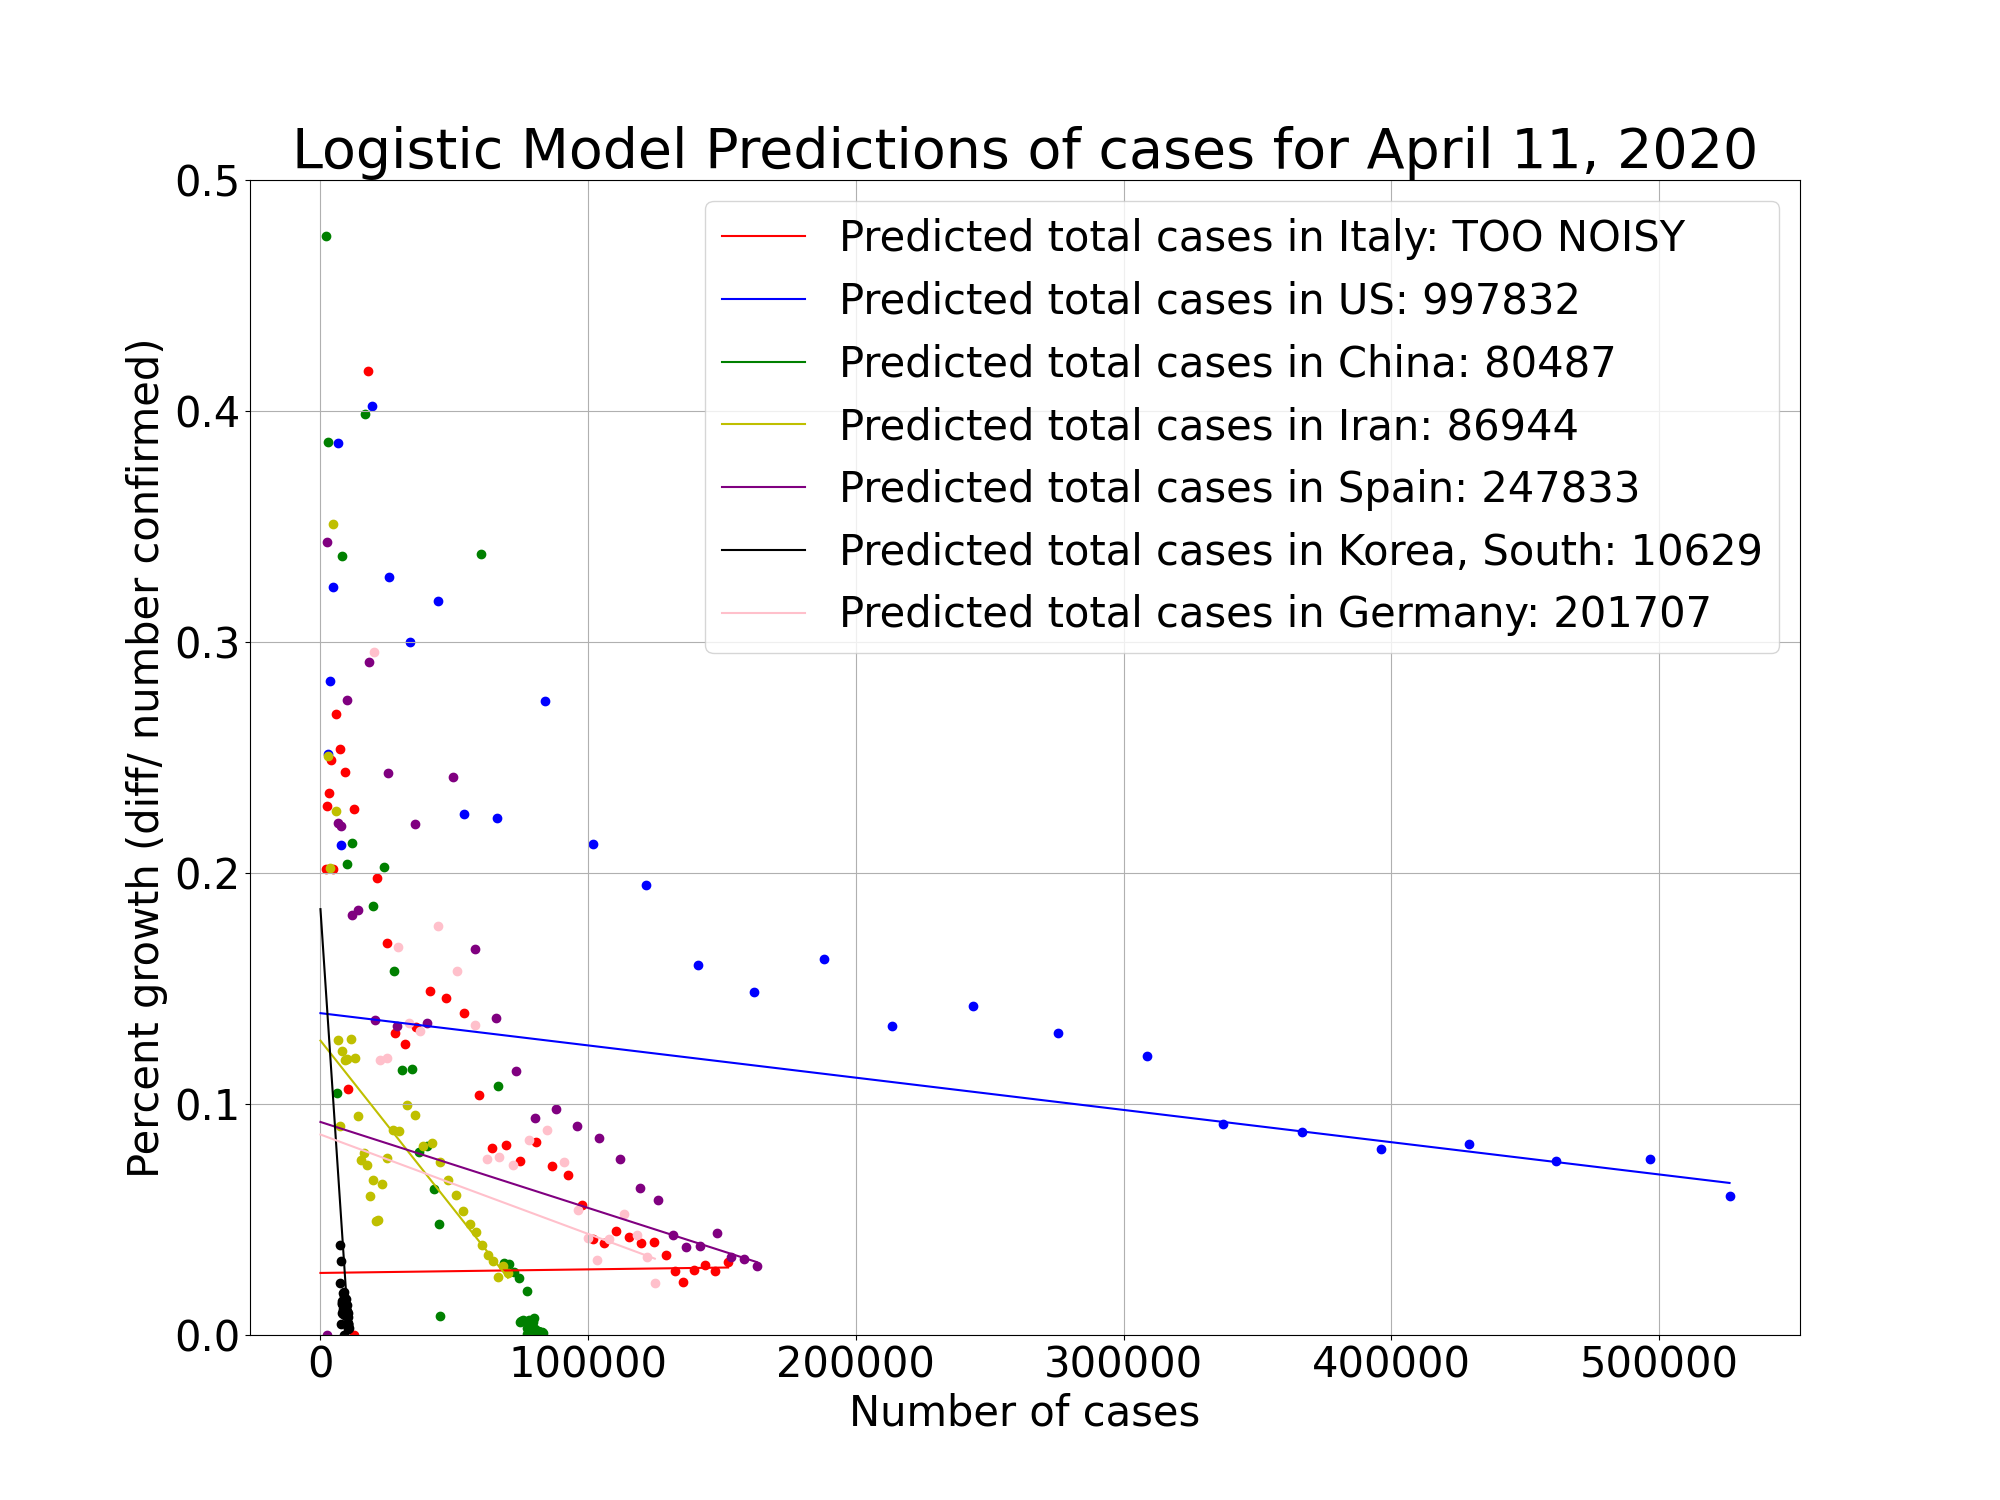 Logistic Model Predictions of cases for April 11, 2020
0.5
0.4
0.3
0.2
0.1
0.0
Percent growth (diff/ number confirmed)
Predicted total cases in Italy: TOO NOISY
Predicted total cases in US: 997832
Predicted total cases in China: 80487
Predicted total cases in Iran: 86944
Predicted total cases in Spain: 247833
Predicted total cases in Korea, South: 10629
Predicted total cases in Germany: 201707
0 100000 200000 300000 400000 500000
Number of cases